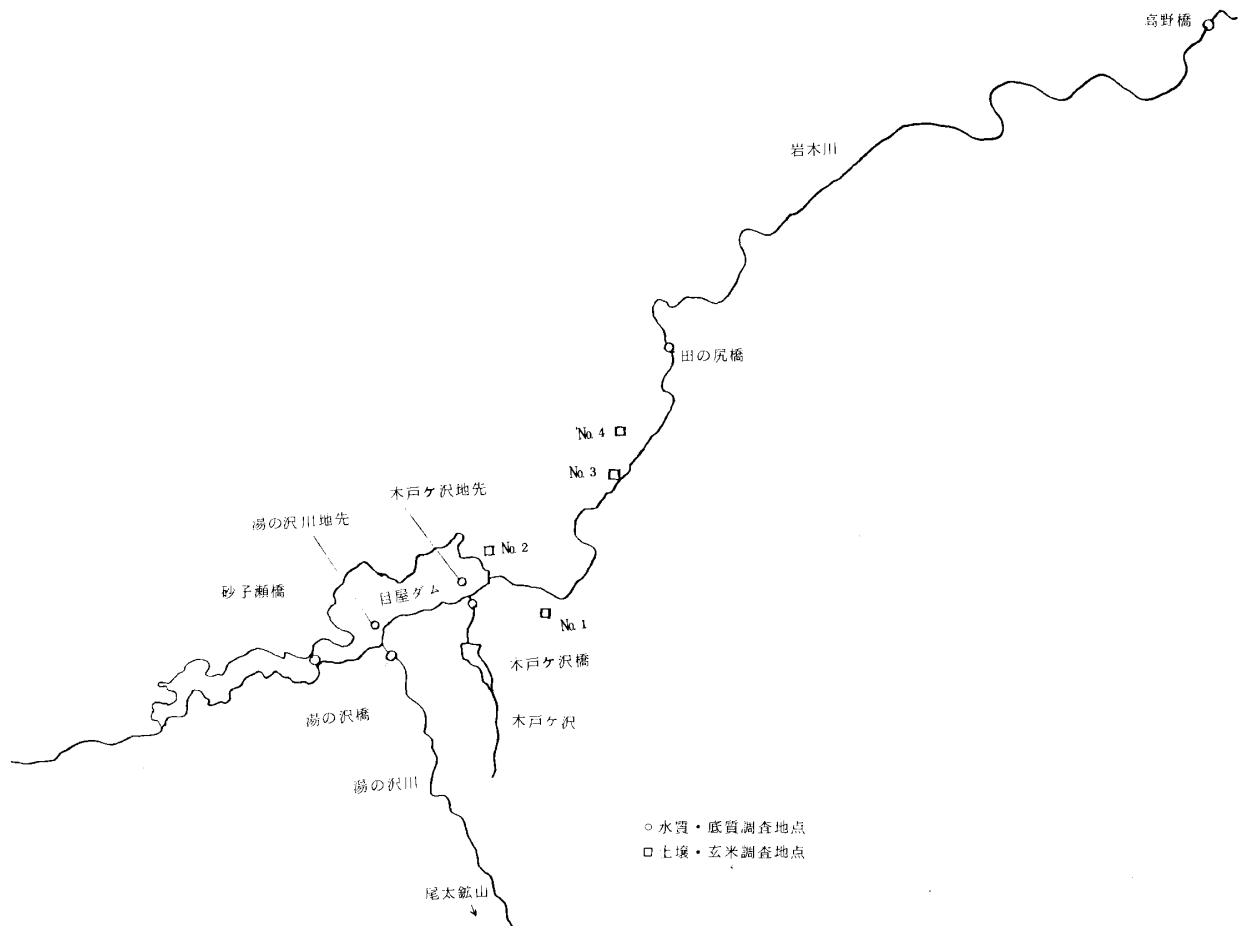 高野橋
岩木川
田の尻橋
No. 4
No. 3
木戸ケ沢地先
湯の沢川地先
No. 2
砂子瀬橋
目屋ダム
No. 1
木戸ケ沢橋
湯の沢橋
木戸ケ沢
湯の沢川
○水質・底質調査地点
□土壌・玄米調査地点
尾太鉱山